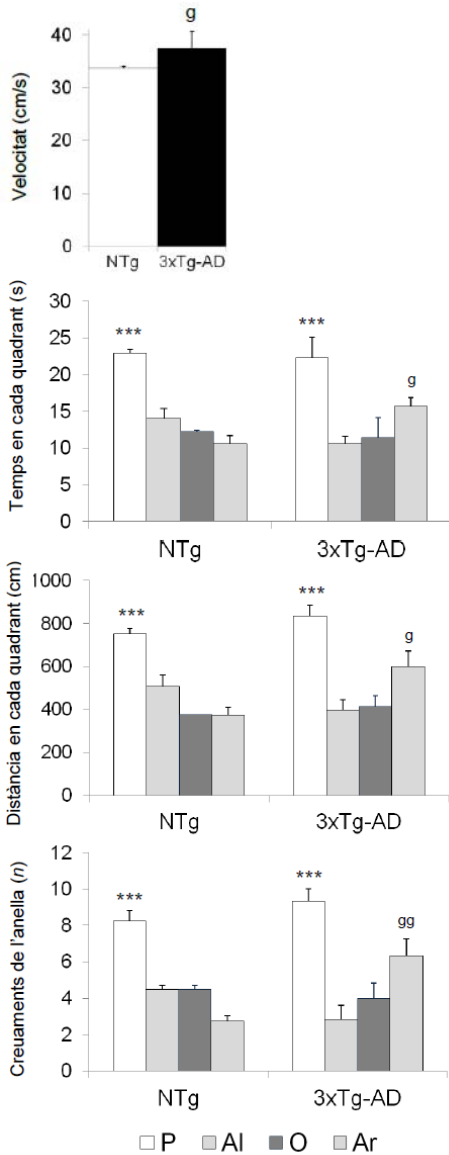 g
Velocitat (cm/s)
40
30
20
10
0
NTg 3xTg-AD
Temps en cada quadrant (s)
30
25
20
15
10
5
0
*** *** g
NTg 3xTg-AD
Distància en cada quadrant (cm)
1000
800
600
400
200
0
*** *** g
NTg 3xTg-AD
Creuaments de l'anella (n)
12
10
8
6
4
2
0
*** *** gg
NTg 3xTg-AD
P Al O Ar